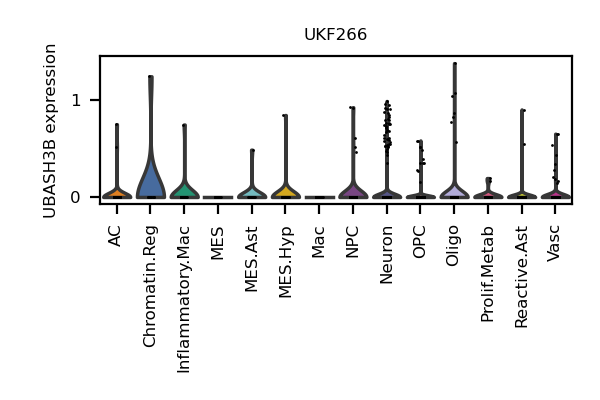 UKF266
UBASH3B expression
1
0
AC
Chromatin.Reg
Inflammatory.Mac
MES
MES.Ast
MES.Hyp
Mac
NPC
Neuron
OPC
Oligo
Prolif.Metab
Reactive.Ast
Vasc